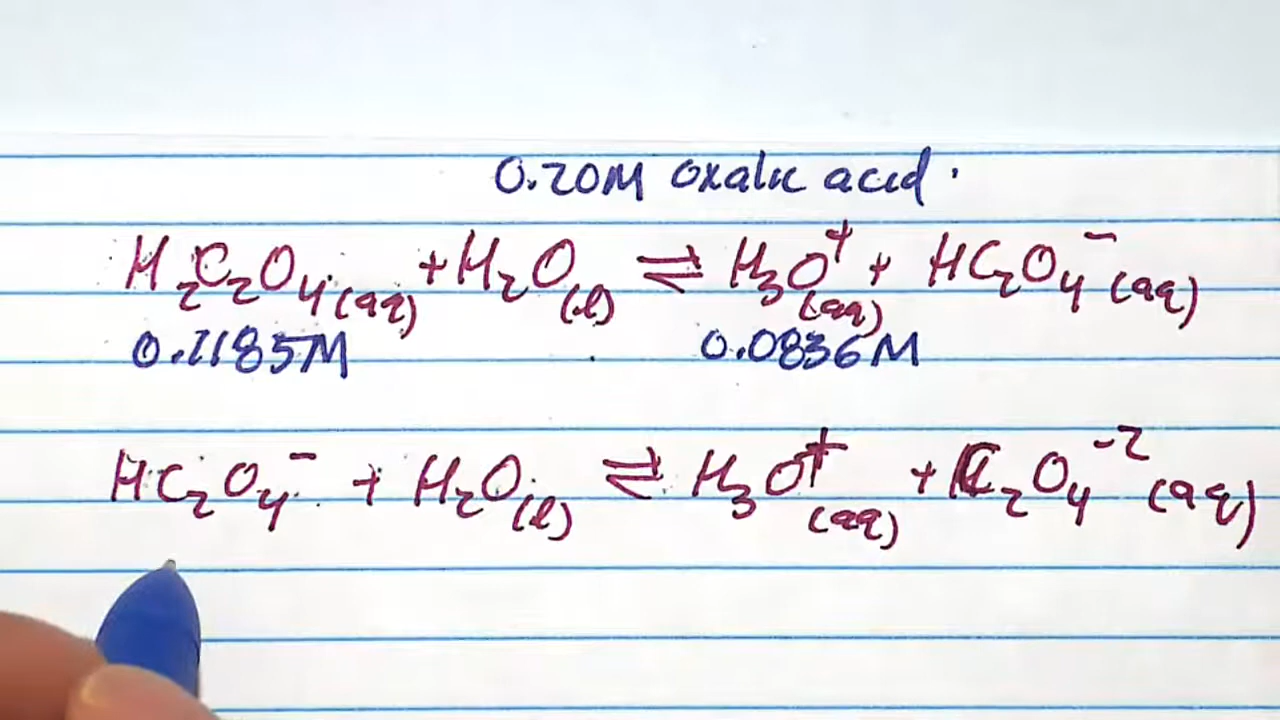 0.20M oxalic acid.
H₂C₂O₄(aq) + H₂O(l) ⇌ H₃O⁺(aq) + HC₂O₄⁻(aq)
0.1185M 0.0836M
HC₂O₄⁻ + H₂O(l) ⇌ H₃O⁺(aq) + C₂O₄⁻²(aq)